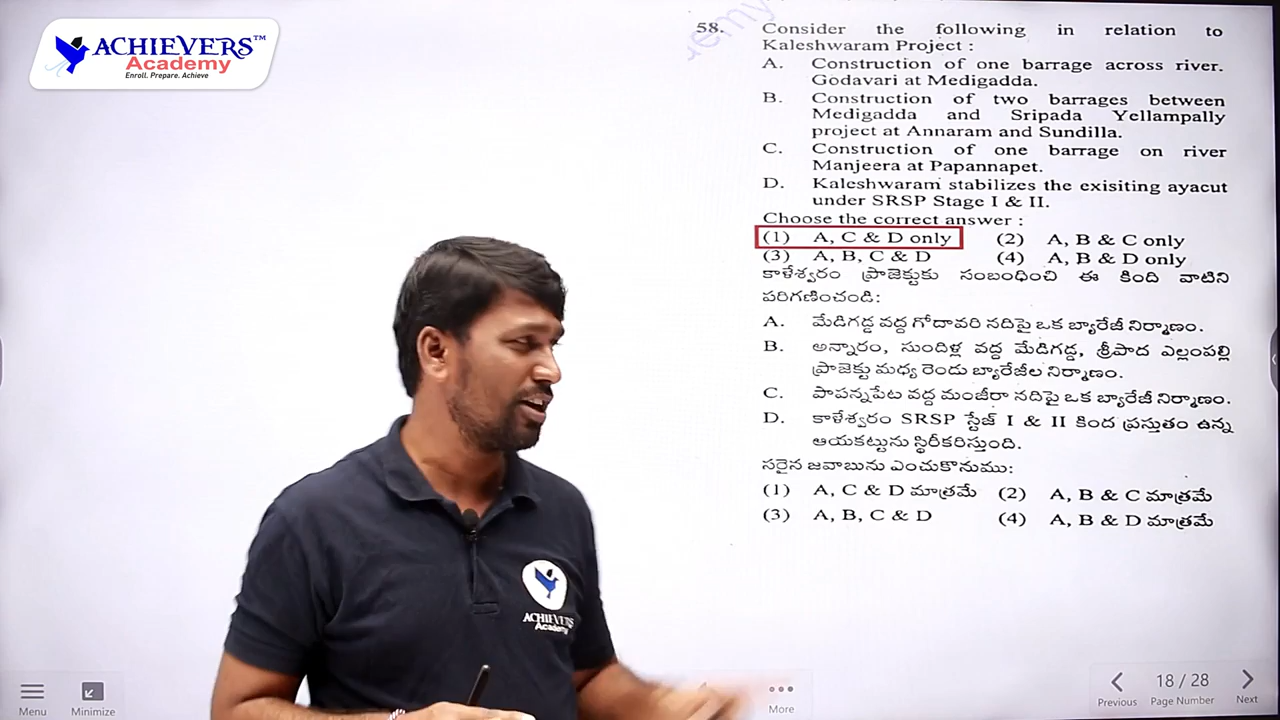 ACHIEVERS™
Academy
Enroll. Prepare. Achieve
58. Consider the following in relation to
Kaleshwaram Project :
A. Construction of one barrage across river.
Godavari at Medigadda.
B. Construction of two barrages between
Medigadda and Sripada Yellampally
project at Annaram and Sundilla.
C. Construction of one barrage on river
Manjeera at Papannapet.
D. Kaleshwaram stabilizes the exisiting ayacut
under SRSP Stage I & II.
Choose the correct answer :
(1) A, C & D only (2) A, B & C only
(3) A, B, C & D (4) A, B & D only
కాళేశ్వరం ప్రాజెక్టుకు సంబంధించి ఈ కింది వాటిని
పరిగణించండి:
A. మేడిగడ్డ వద్ద గోదావరి నదిపై ఒక బ్యారేజీ నిర్మాణం.
B. అన్నారం, సుందిళ్ల వద్ద మేడిగడ్డ, శ్రీపాద ఎల్లంపల్లి
ప్రాజెక్టు మధ్య రెండు బ్యారేజీల నిర్మాణం.
C. పాపన్నపేట వద్ద మంజీరా నదిపై ఒక బ్యారేజీ నిర్మాణం.
D. కాళేశ్వరం SRSP స్టేజ్ I & II కింద ప్రస్తుతం ఉన్న
ఆయకట్టును స్థిరీకరిస్తుంది.
సరైన జవాబును ఎంచుకొనుము:
(1) A, C & D మాత్రమే (2) A, B & C మాత్రమే
(3) A, B, C & D (4) A, B & D మాత్రమే
ACHIEVERS
Academy
Menu
Minimize
More
Previous
18 / 28
Page Number
Next